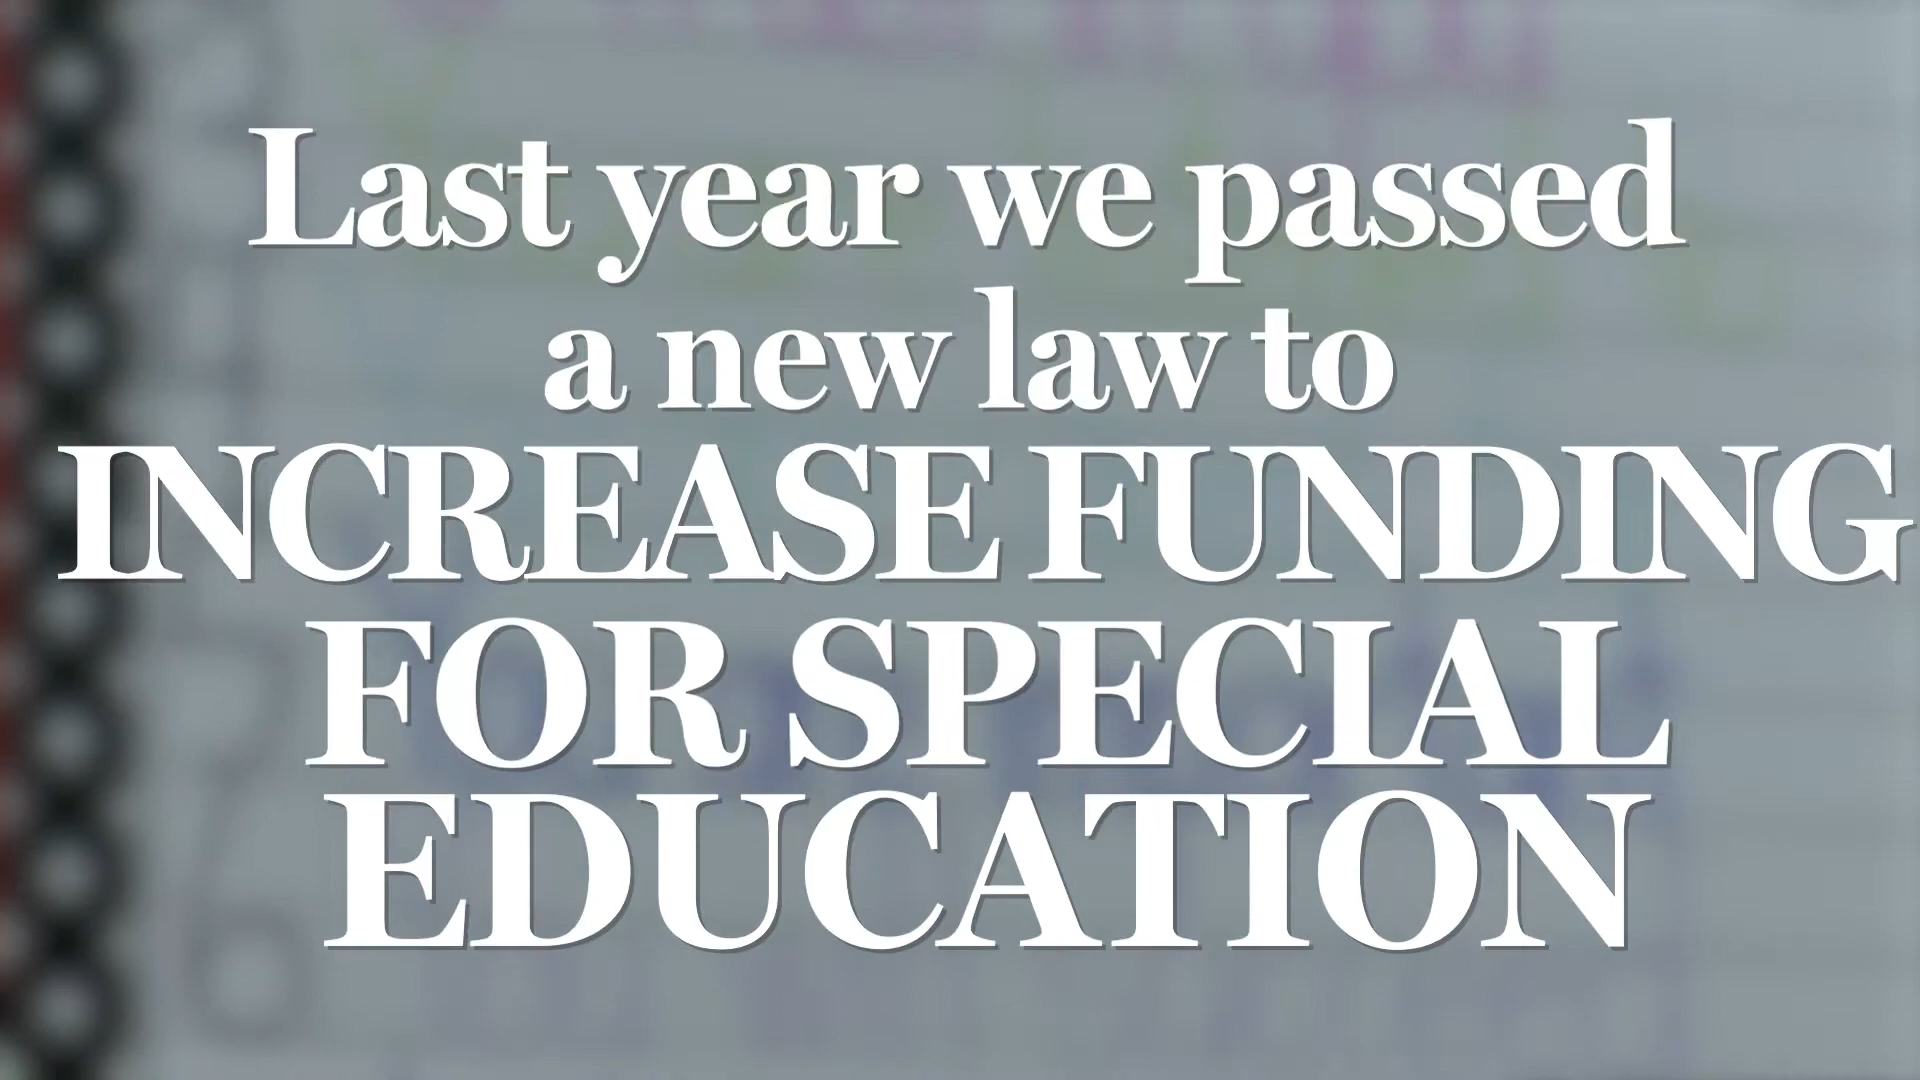 Last year we passed
a new law to
INCREASE FUNDING
FOR SPECIAL
EDUCATION